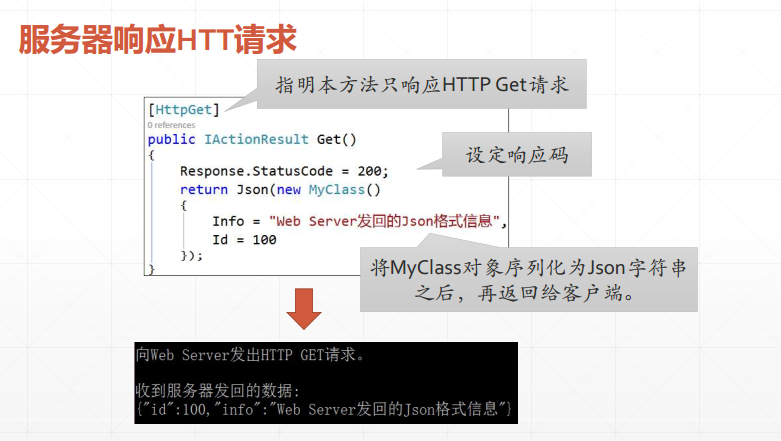 服务器响应HTT请求
指明本方法只响应HTTP Get请求
[HttpGet]
0 references
public IActionResult Get()
{
设定响应码
Response.StatusCode = 200;
return Json(new MyClass()
{
Info = "Web Server发回的Json格式信息",
Id = 100
});
}
将MyClass对象序列化为Json字符串
之后，再返回给客户端。
向Web Server发出HTTP GET请求。
收到服务器发回的数据:
{"id":100,"info":"Web Server发回的Json格式信息"}